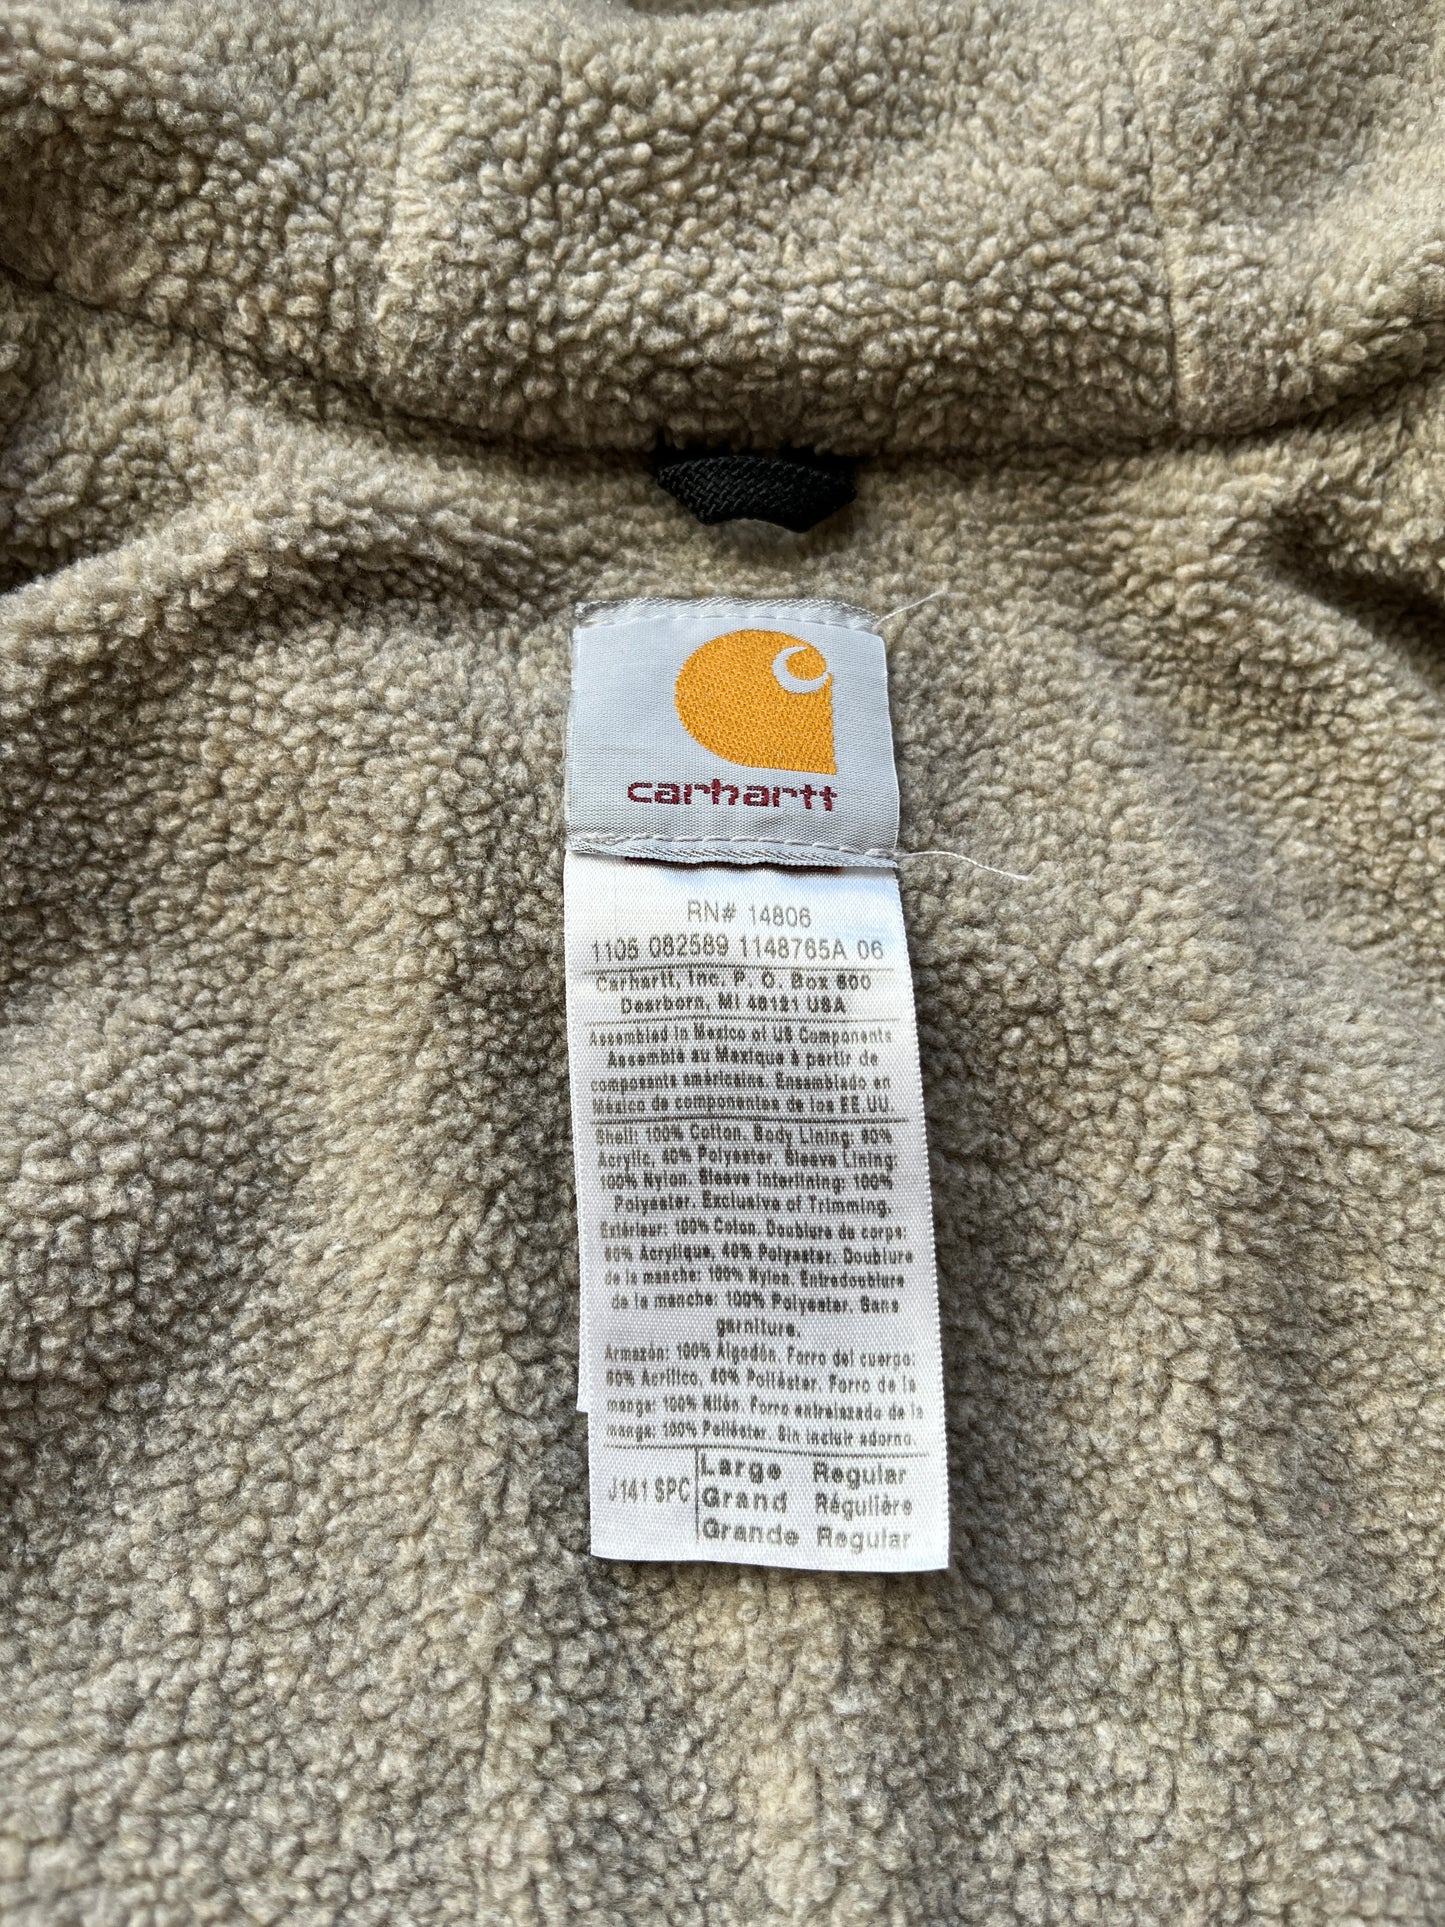 carhartt
RN# 14806
1105 082589 1148765A 06
Carhartt, Inc. P. O. Box 600
Dearborn, MI 48121 USA
Assembled in Mexico of US Components
Assemblé au Mexique à partir de
composants américains. Ensamblado en
México de componentes de los EE.UU.
Shell: 100% Cotton. Body Lining: 60%
Acrylic, 40% Polyester. Sleeve Lining:
100% Nylon. Sleeve Interlining: 100%
Polyester. Exclusive of Trimming.
Extérieur: 100% Coton. Doublure de corps:
60% Acrylique, 40% Polyester. Doublure
de la manche: 100% Nylon. Entredoublure
de la manche: 100% Polyester. Sans
garniture.
Armazón: 100% Algodón. Forro del cuerpo:
60% Acrílico, 40% Poliéster. Forro de la
manga: 100% Nilón. Forro entrelazado de la
manga: 100% Poliéster. Sin incluir adorno.
J141 SPC
Large Regular
Grand Régulière
Grande Regular